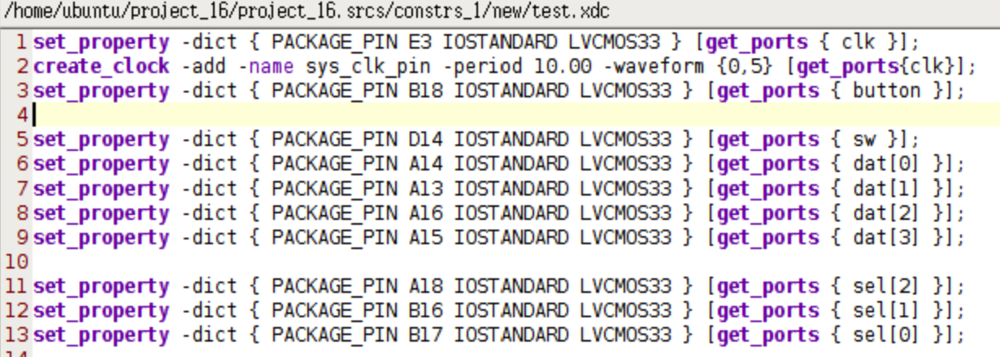 /home/ubuntu/project_16/project_16.srcs/constrs_1/new/test.xdc
1 set_property -dict { PACKAGE_PIN E3 IOSTANDARD LVCMOS33 } [get_ports { clk }];
2 create_clock -add -name sys_clk_pin -period 10.00 -waveform {0,5} [get_ports{clk}];
3 set_property -dict { PACKAGE_PIN B18 IOSTANDARD LVCMOS33 } [get_ports { button }];
4
5 set_property -dict { PACKAGE_PIN D14 IOSTANDARD LVCMOS33 } [get_ports { sw }];
6 set_property -dict { PACKAGE_PIN A14 IOSTANDARD LVCMOS33 } [get_ports { dat[0] }];
7 set_property -dict { PACKAGE_PIN A13 IOSTANDARD LVCMOS33 } [get_ports { dat[1] }];
8 set_property -dict { PACKAGE_PIN A16 IOSTANDARD LVCMOS33 } [get_ports { dat[2] }];
9 set_property -dict { PACKAGE_PIN A15 IOSTANDARD LVCMOS33 } [get_ports { dat[3] }];
10
11 set_property -dict { PACKAGE_PIN A18 IOSTANDARD LVCMOS33 } [get_ports { sel[2] }];
12 set_property -dict { PACKAGE_PIN B16 IOSTANDARD LVCMOS33 } [get_ports { sel[1] }];
13 set_property -dict { PACKAGE_PIN B17 IOSTANDARD LVCMOS33 } [get_ports { sel[0] }];
14